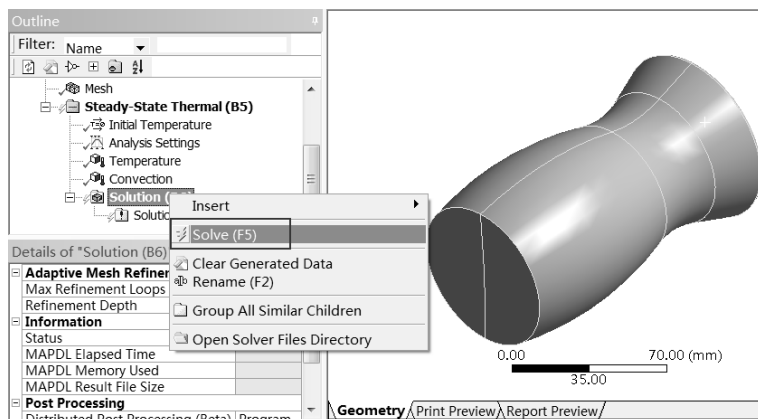 Outline
Filter: Name
Mesh
Steady-State Thermal (B5)
Initial Temperature
Analysis Settings
Temperature
Convection
Solution
Solutio
Insert
Solve (F5)
Clear Generated Data
Rename (F2)
Group All Similar Children
Open Solver Files Directory
Details of "Solution (B6)
Adaptive Mesh Refiner
Max Refinement Loops
Refinement Depth
Information
Status
MAPDL Elapsed Time
MAPDL Memory Used
MAPDL Result File Size
Post Processing
Distributed Post Processing (Beta) Program
0.00 70.00 (mm)
35.00
Geometry Print Preview Report Preview